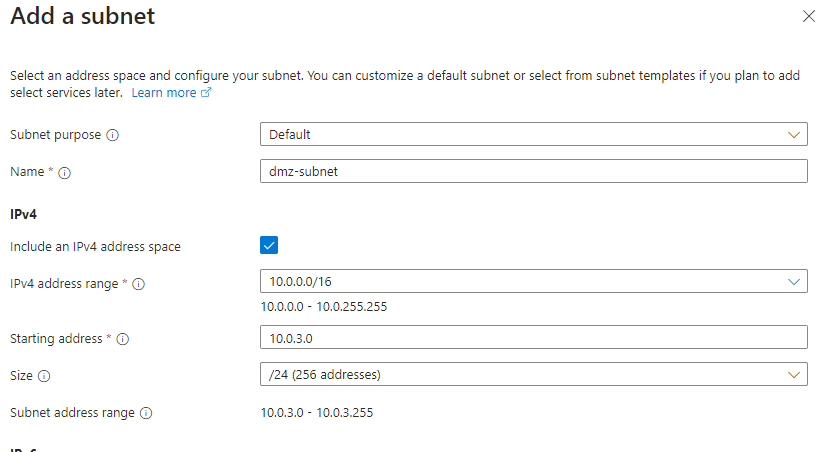 Add a subnet
Select an address space and configure your subnet. You can customize a default subnet or select from subnet templates if you plan to add
select services later. Learn more
Subnet purpose
Default
Name *
dmz-subnet
IPv4
Include an IPv4 address space
IPv4 address range *
10.0.0.0/16
10.0.0.0 - 10.0.255.255
Starting address *
10.0.3.0
Size
/24 (256 addresses)
Subnet address range
10.0.3.0 - 10.0.3.255